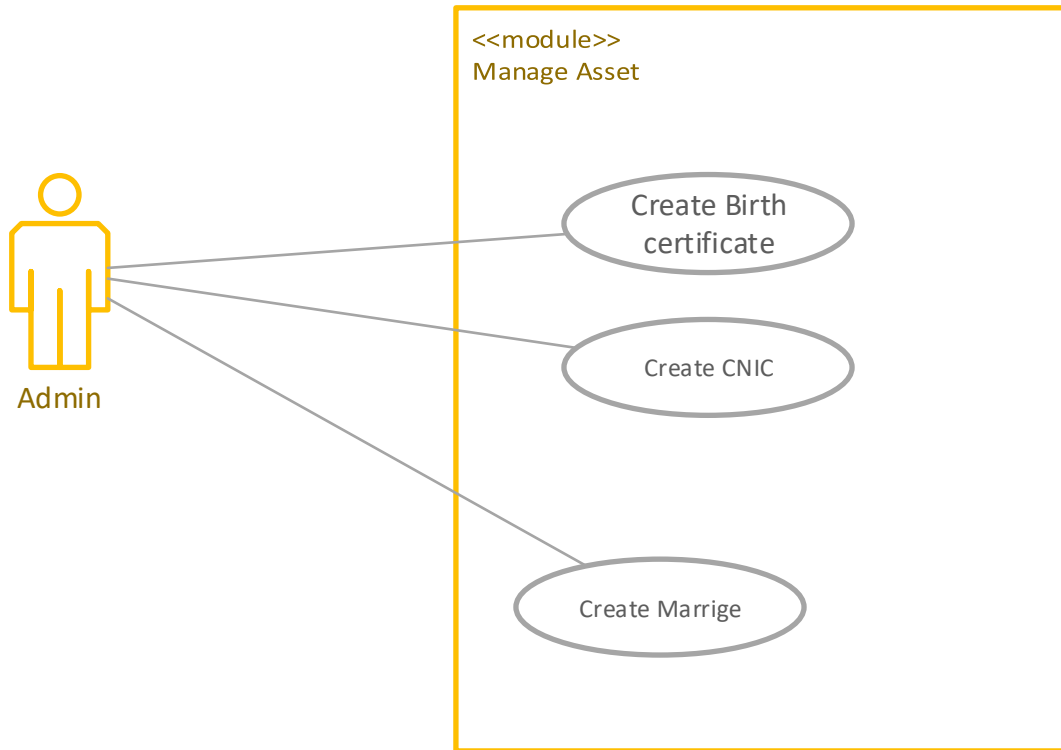 <<module>>
Manage Asset
Create Birth
certificate
Create CNIC
Admin
Create Marrige